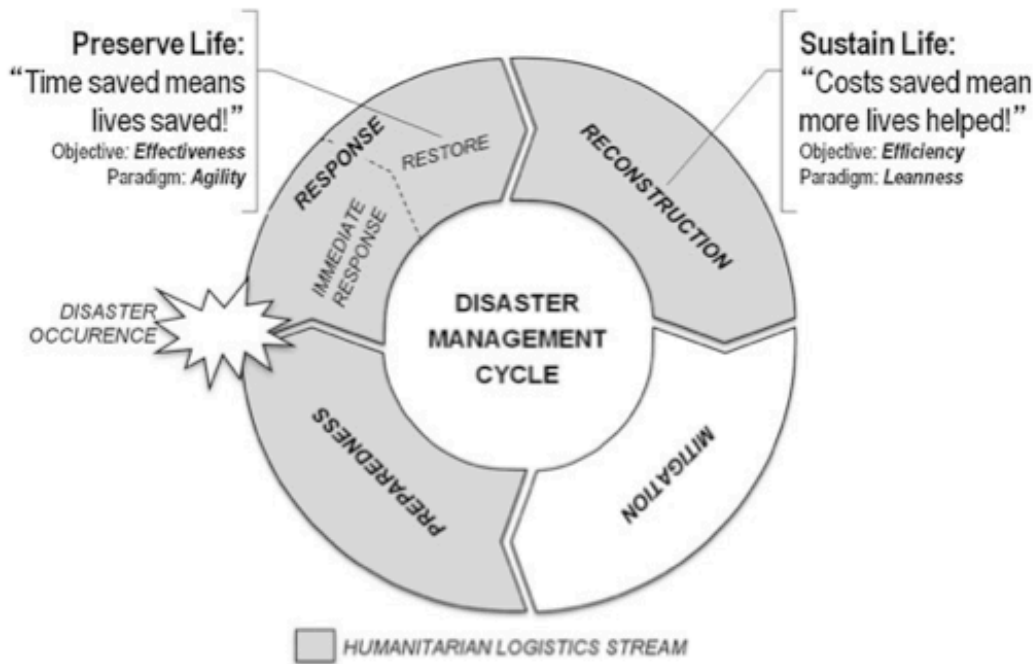 Preserve Life:
“Time saved means
lives saved!”
Objective: Effectiveness
Paradigm: Agility
Sustain Life:
“Costs saved mean
more lives helped!”
Objective: Efficiency
Paradigm: Leanness
RESPONSE
RESTORE
IMMEDIATE
RESPONSE
RECONSTRUCTION
DISASTER
OCCURENCE
DISASTER
MANAGEMENT
CYCLE
PREPAREDNESS
MITIGATION
HUMANITARIAN LOGISTICS STREAM